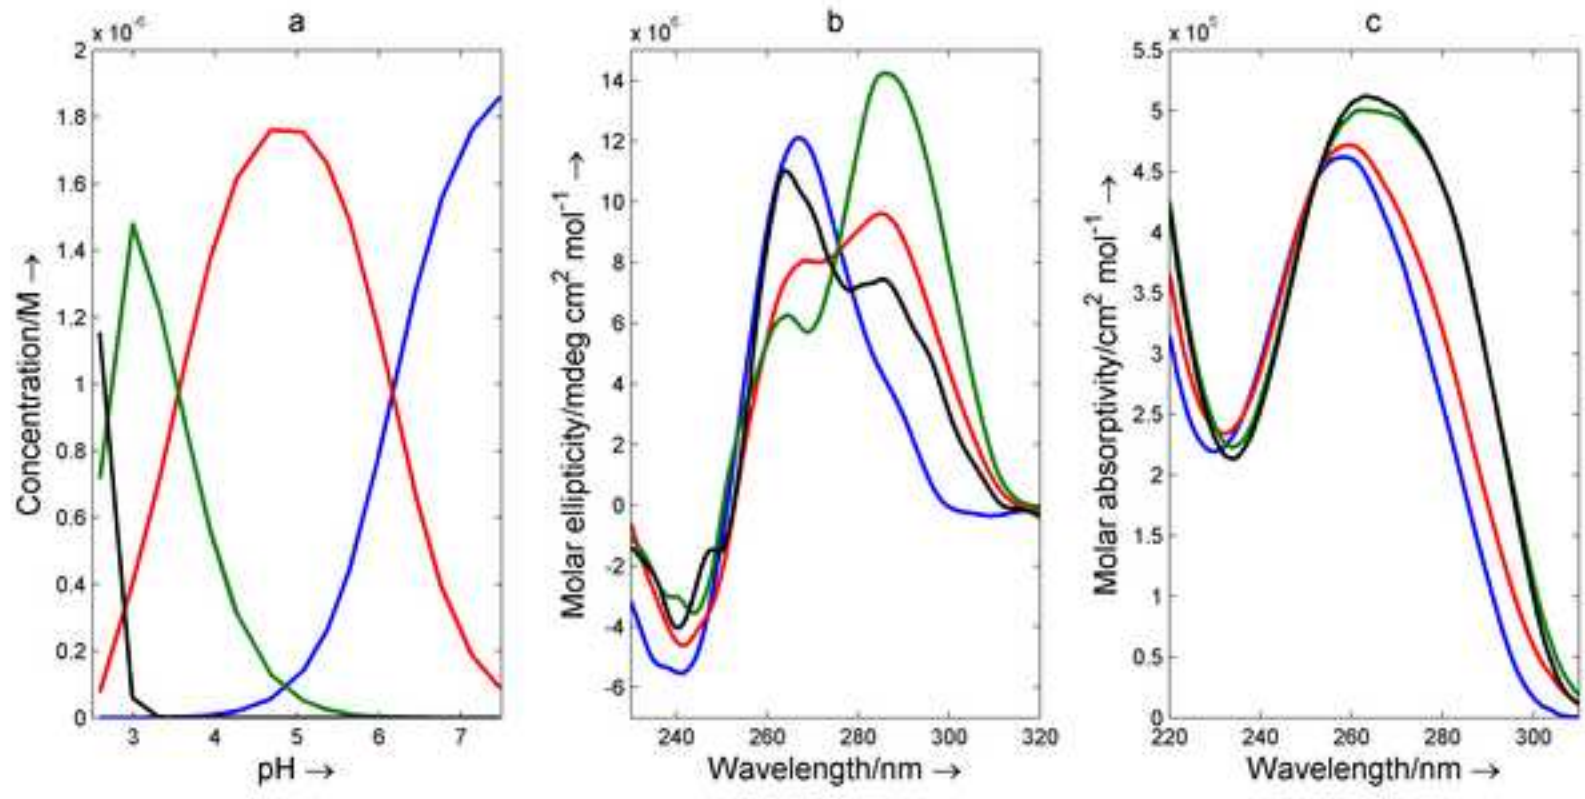 a
x 10⁻⁶
2
1.8
1.6
1.4
1.2
1
0.8
0.6
0.4
0.2
0
3 4 5 6 7
Concentration/M →
pH →
b
14
12
10
8
6
4
2
0
-2
-4
-6
240 260 280 300 320
Molar ellipticity/mdeg cm² mol⁻¹ →
Wavelength/nm →
c
5.5
5
4.5
4
3.5
3
2.5
2
1.5
1
0.5
0
220 240 260 280 300
Molar absorptivity/cm² mol⁻¹ →
Wavelength/nm →